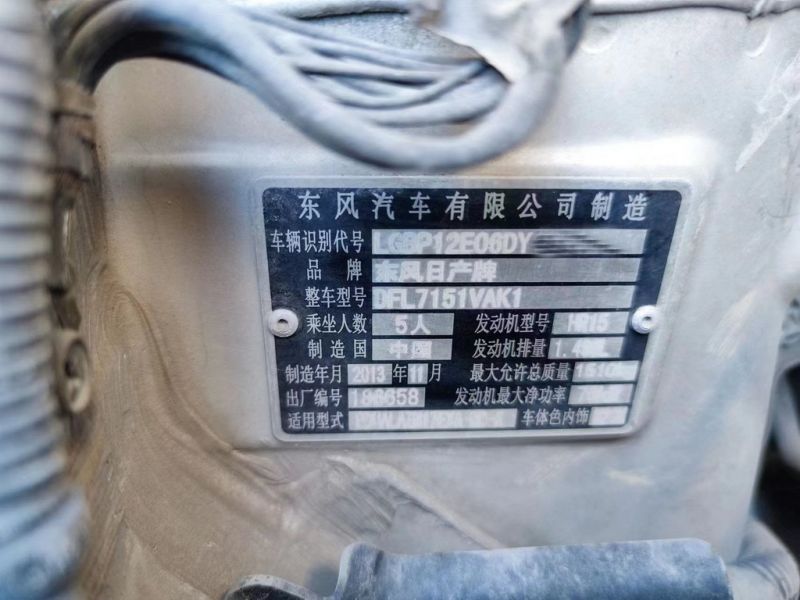 东风汽车有限公司制造
车辆识别代号 LGBP12E06DY
品牌 东风日产牌
整车型号 DFL7151VAK1
乘坐人数 5人 发动机型号 HR15
制造国 中国 发动机排量
制造年月 2013 年 11 月 最大允许总质量
出厂编号 186658 发动机最大净功率
适用型式 车体色内饰